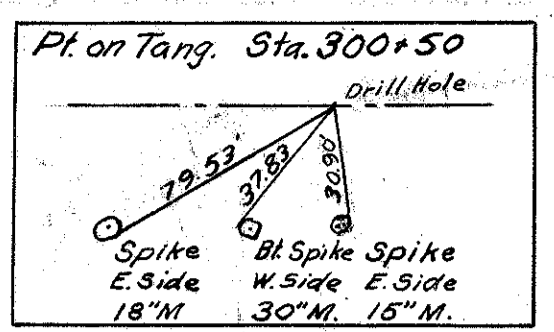 Pt. on Tang. Sta. 300+50
Drill Hole
79.53
37.83
30.90'
Spike
E. Side
18"M
Bt. Spike
W. Side
30"M.
Spike
E. Side
15"M.